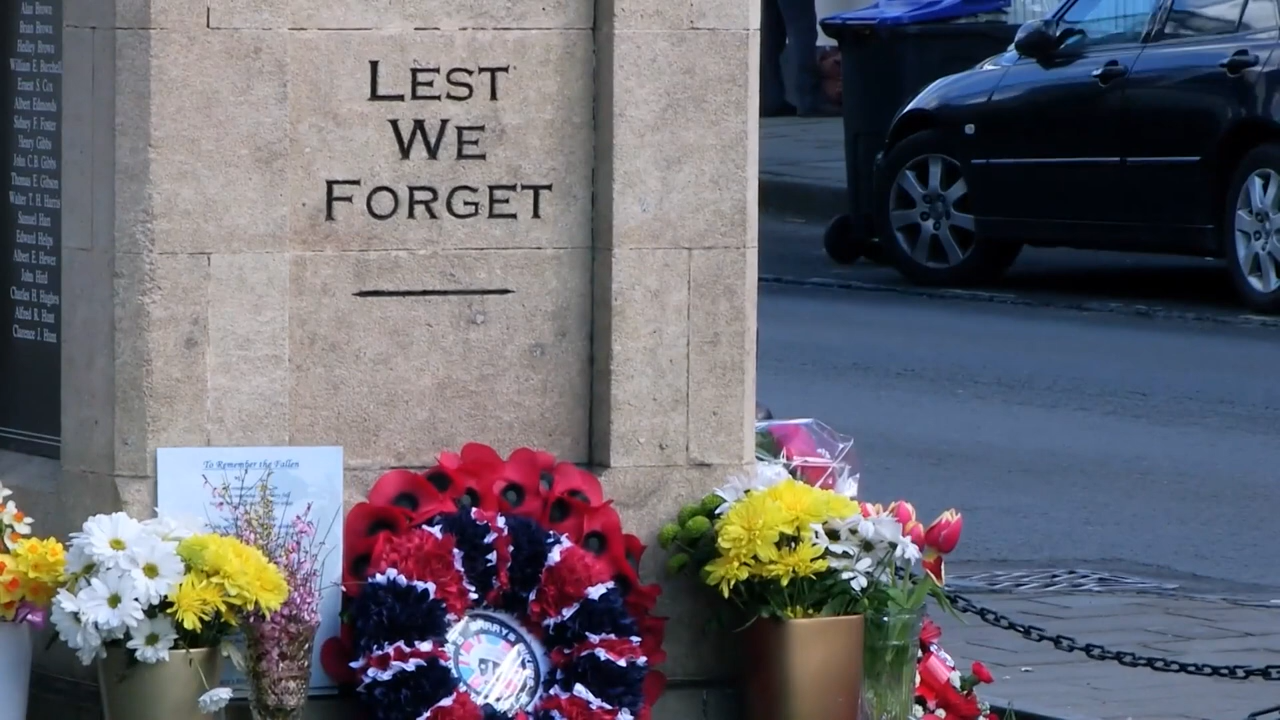 Alan Brown
Brian Brown
Hedley Brown
William E. Burchell
Ernest S. Cox
Albert Edmonds
Sidney F. Foster
Henry Gibbs
John C.B. Gibbs
Thomas E. Gibson
Walter T. H. Harris
Samuel Hart
Edward Helps
Albert E. Hewer
John Hird
Charles H. Hughes
Alfred R. Hunt
Clarence J. Hunt
LEST
WE
FORGET
To Remember the Fallen